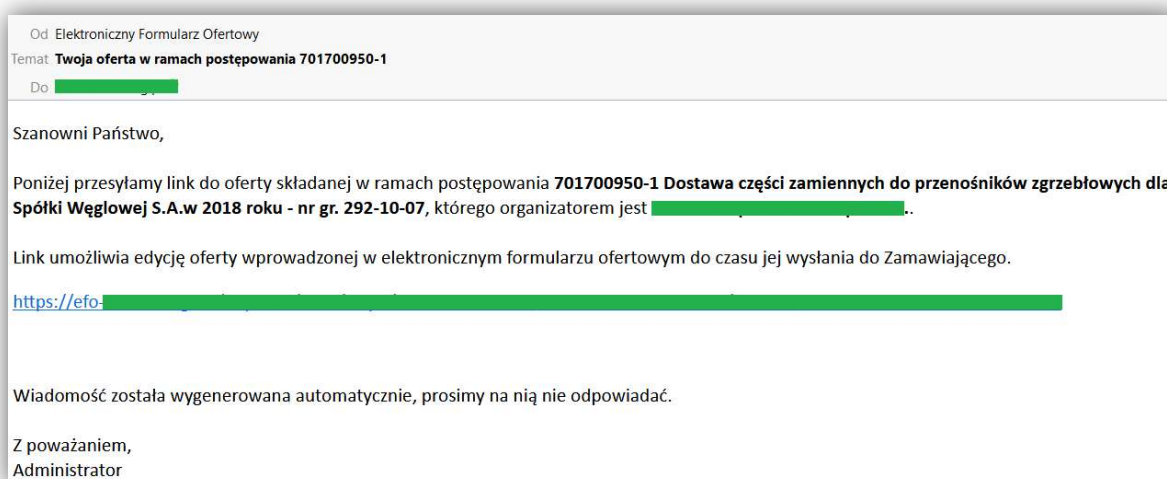 Od Elektroniczny Formularz Ofertowy
Temat Twoja oferta w ramach postępowania 701700950-1
Do
Szanowni Państwo,
Poniżej przesyłamy link do oferty składanej w ramach postępowania 701700950-1 Dostawa części zamiennych do przenośników zgrzebłowych dla
Spółki Węglowej S.A.w 2018 roku - nr gr. 292-10-07, którego organizatorem jest ..
Link umożliwia edycję oferty wprowadzonej w elektronicznym formularzu ofertowym do czasu jej wysłania do Zamawiającego.
https://efo-
Wiadomość została wygenerowana automatycznie, prosimy na nią nie odpowiadać.
Z poważaniem,
Administrator